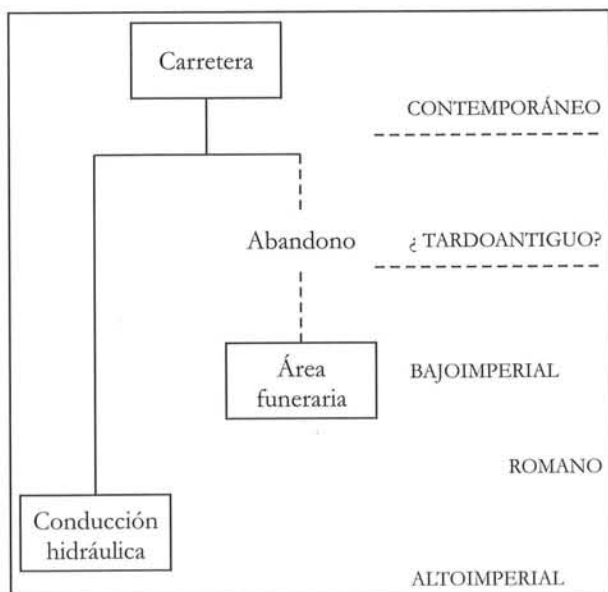 Carretera
CONTEMPORÁNEO
Abandono
¿ TARDOANTIGUO?
Área
funeraria
BAJOIMPERIAL
ROMANO
Conducción
hidráulica
ALTOIMPERIAL